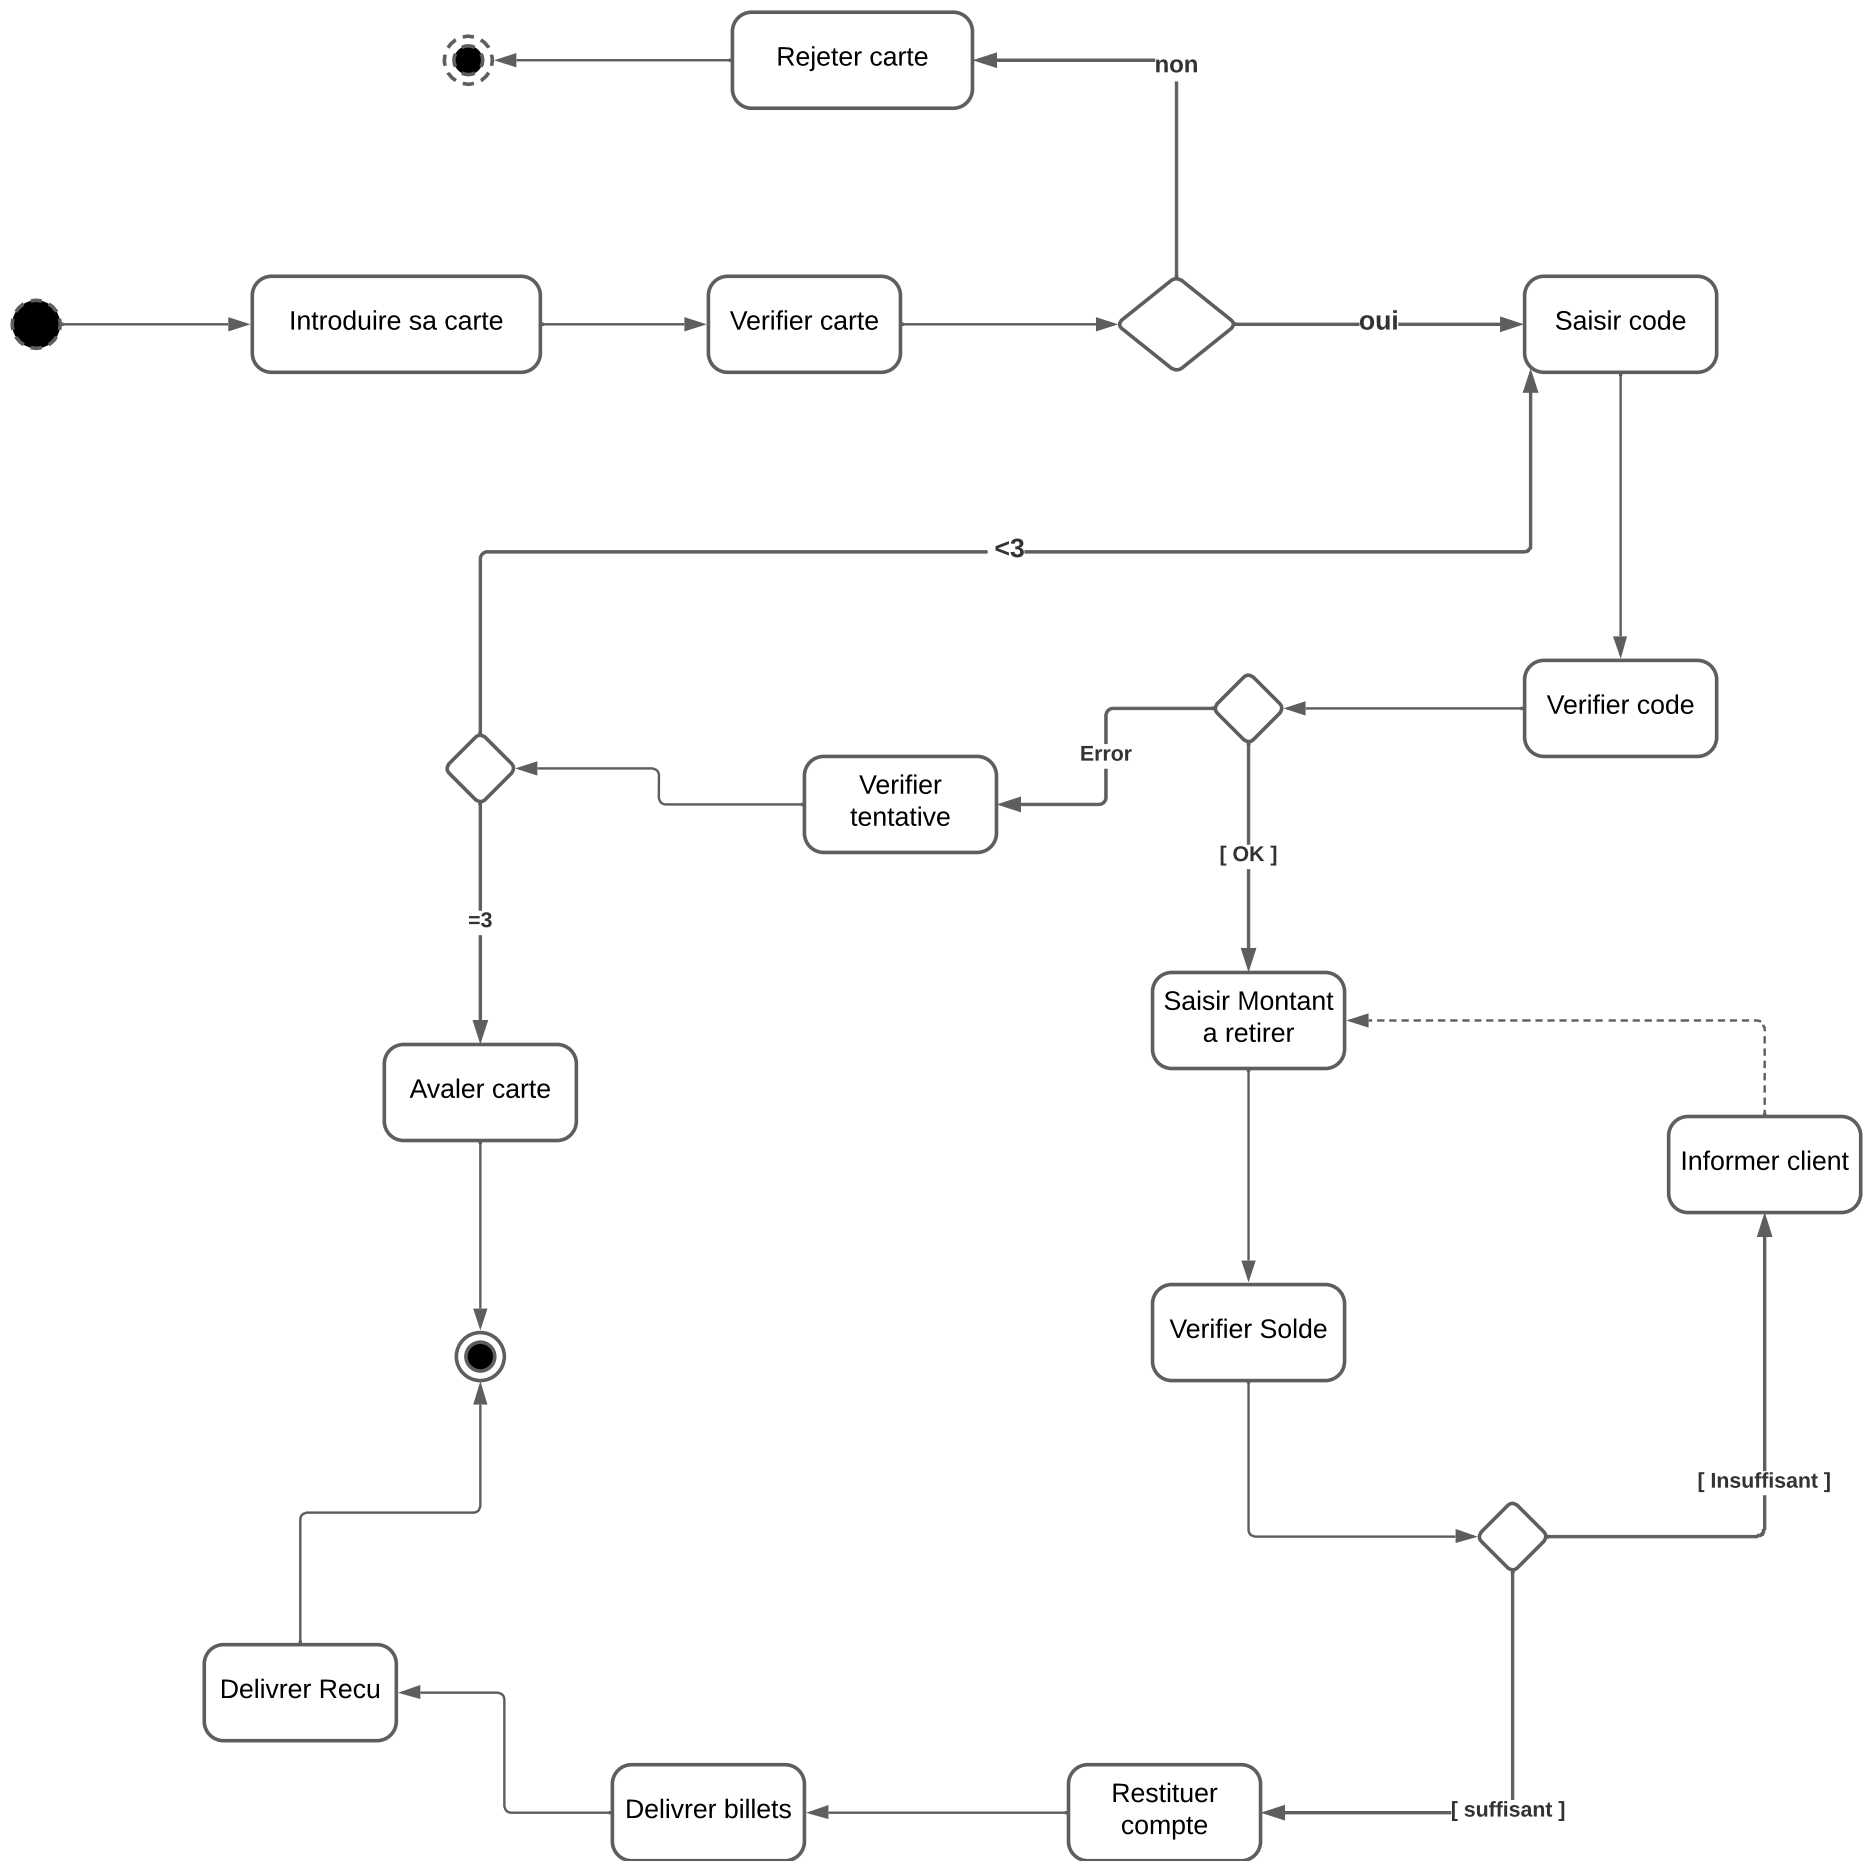 Rejeter carte
non
Introduire sa carte
Verifier carte
oui
Saisir code
<3
Verifier code
Error
Verifier
tentative
[ OK ]
=3
Saisir Montant
a retirer
Avaler carte
Informer client
Verifier Solde
[ Insuffisant ]
Delivrer Recu
Delivrer billets
Restituer
compte
[ suffisant ]